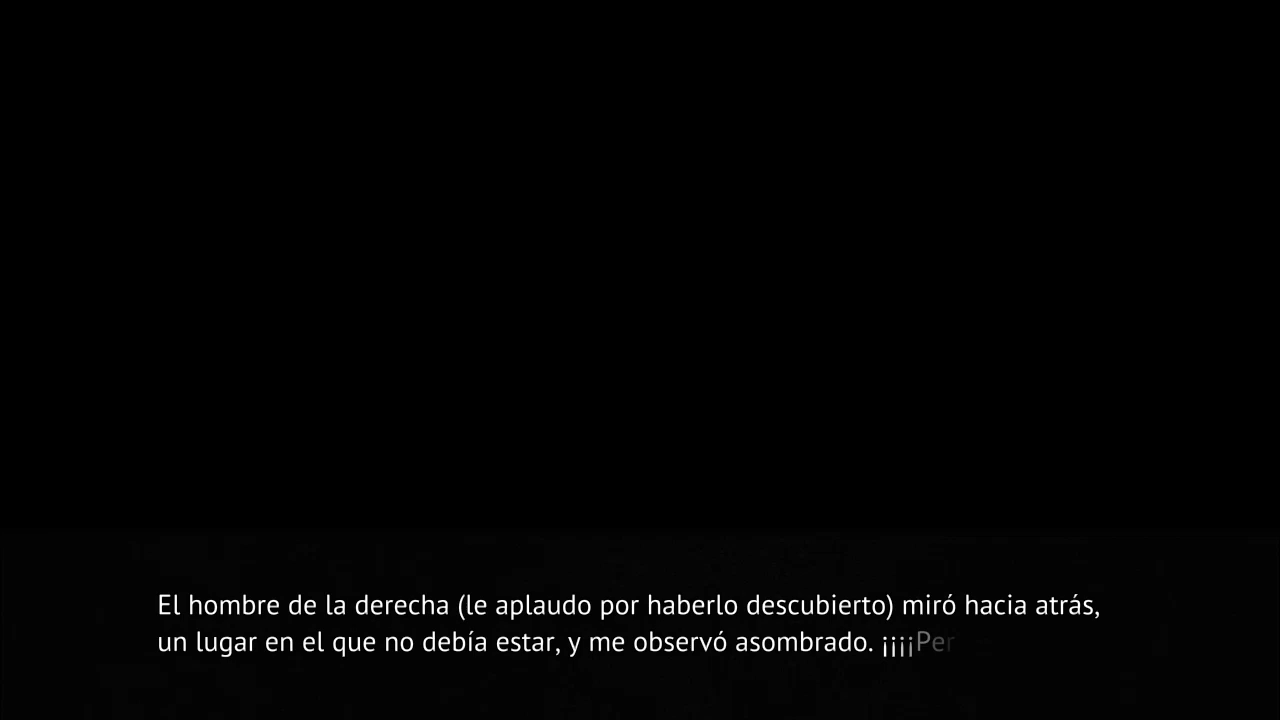 El hombre de la derecha (le aplaudo por haberlo descubierto) miró hacia atrás,
un lugar en el que no debía estar, y me observó asombrado. ¡¡¡¡Per